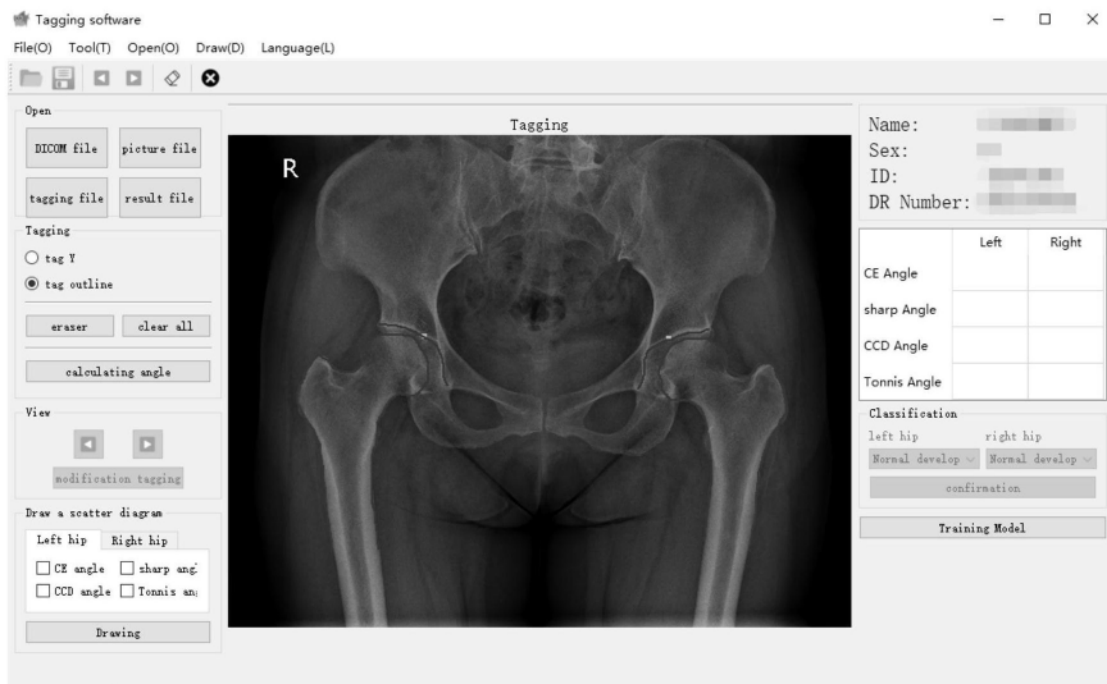 Tagging software
File(O) Tool(T) Open(O) Draw(D) Language(L)
Open
DICOM file picture file
tagging file result file
Tagging
tag Y
tag outline
eraser clear all
calculating angle
View
modification tagging
Draw a scatter diagram
Left hip Right hip
CE angle sharp ang
CCD angle Tonnis an
Drawing
Tagging
R
Name:
Sex:
ID:
DR Number:
Left Right
CE Angle
sharp Angle
CCD Angle
Tonnis Angle
Classification
left hip right hip
Normal develop Normal develop
confirmation
Training Model